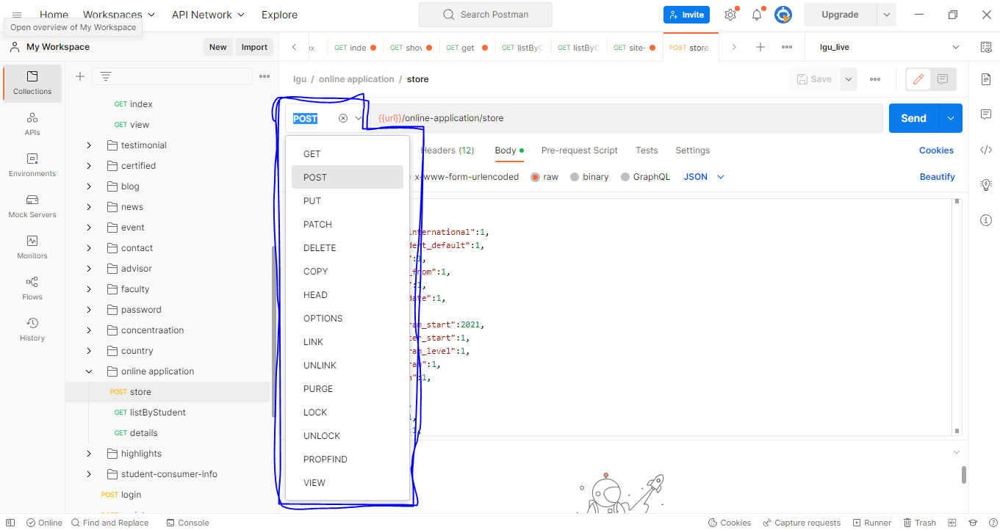 Home Workspaces API Network Explore Search Postman Invite Upgrade
Open overview of My Workspace
My Workspace New Import
GET inde GET show GET get GET listByC GET listByC GET site- POST store lgu_live
Collections
APIs
Environments
Mock Servers
Monitors
Flows
History
GET index
GET view
testimonial
certified
blog
news
event
contact
advisor
faculty
password
concentraation
country
online application
POST store
GET listByStudent
GET details
highlights
student-consumer-info
POST login
lgu / online application / store Save
POST {{url}}/online-application/store Send
GET
POST
PUT
PATCH
DELETE
COPY
HEAD
OPTIONS
LINK
UNLINK
PURGE
LOCK
UNLOCK
PROPFIND
VIEW
Headers (12) Body Pre-request Script Tests Settings Cookies
x-www-form-urlencoded raw binary GraphQL JSON Beautify
international":1,
dent_default":1,
":1,
_from":1,
":1,
date":1,
ram_start":2021,
ter_start":1,
ram_level":1,
ram":1,
n":1,
,
1,
:1,
Online Find and Replace Console Cookies Capture requests Runner Trash